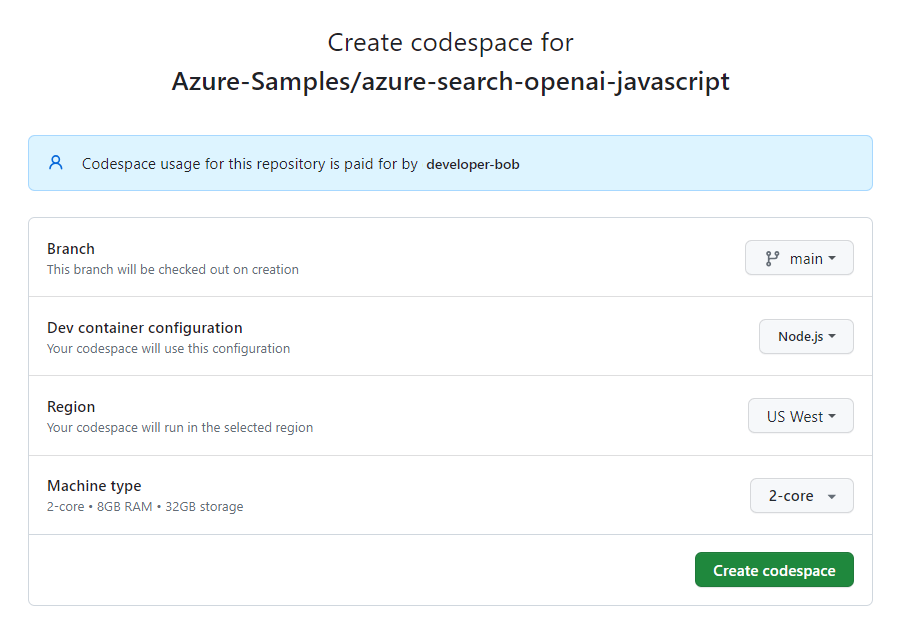 Create codespace for
Azure-Samples/azure-search-openai-javascript
Codespace usage for this repository is paid for by developer-bob
Branch
This branch will be checked out on creation
main
Dev container configuration
Your codespace will use this configuration
Node.js
Region
Your codespace will run in the selected region
US West
Machine type
2-core • 8GB RAM • 32GB storage
2-core
Create codespace